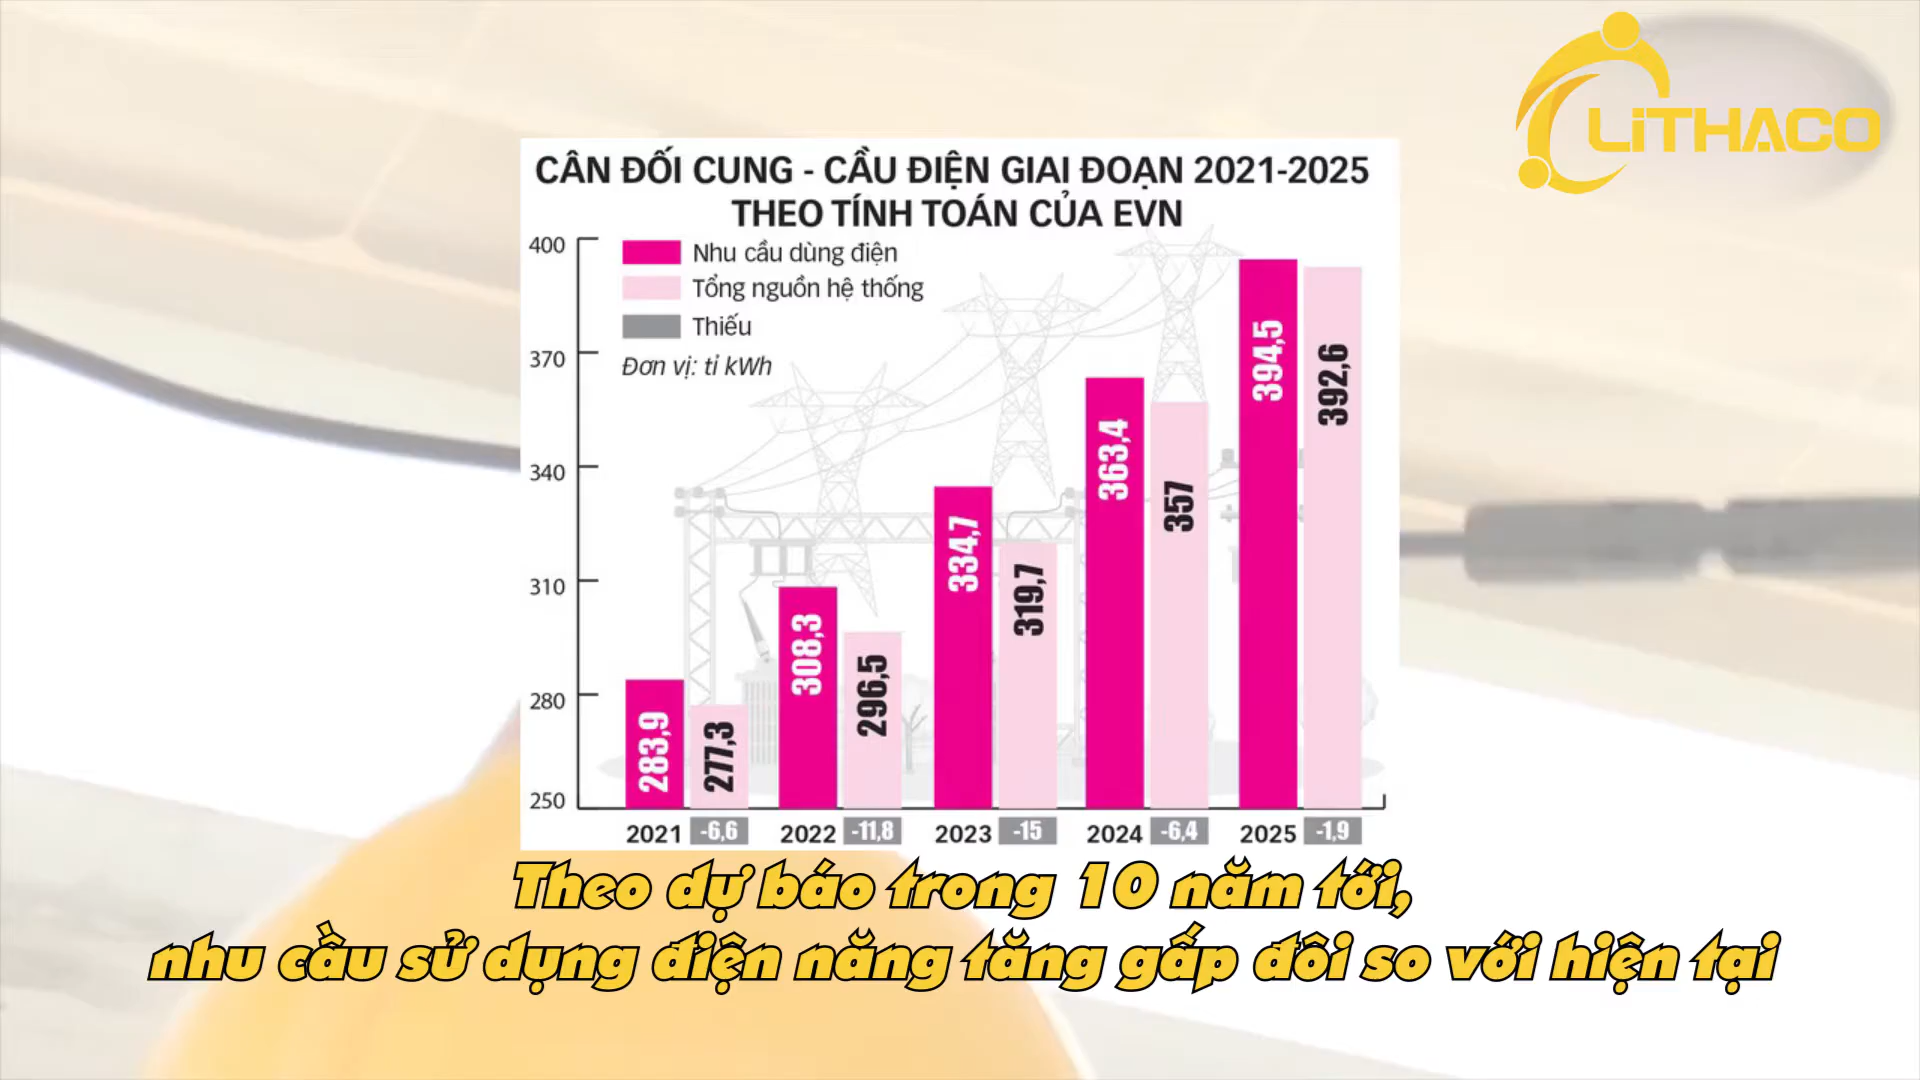 LiTHACO
CÂN ĐỐI CUNG - CẦU ĐIỆN GIAI ĐOẠN 2021-2025
THEO TÍNH TOÁN CỦA EVN
400
370
340
310
280
250
Nhu cầu dùng điện
Tổng nguồn hệ thống
Thiếu
Đơn vị: tỉ kWh
283,9
277,3
308,3
296,5
334,7
319,7
363,4
357
394,5
392,6
2021 -6,6 2022 -11,8 2023 -15 2024 -6,4 2025 -1,9
Theo dự báo trong 10 năm tới,
nhu cầu sử dụng điện năng tăng gấp đôi so với hiện tại